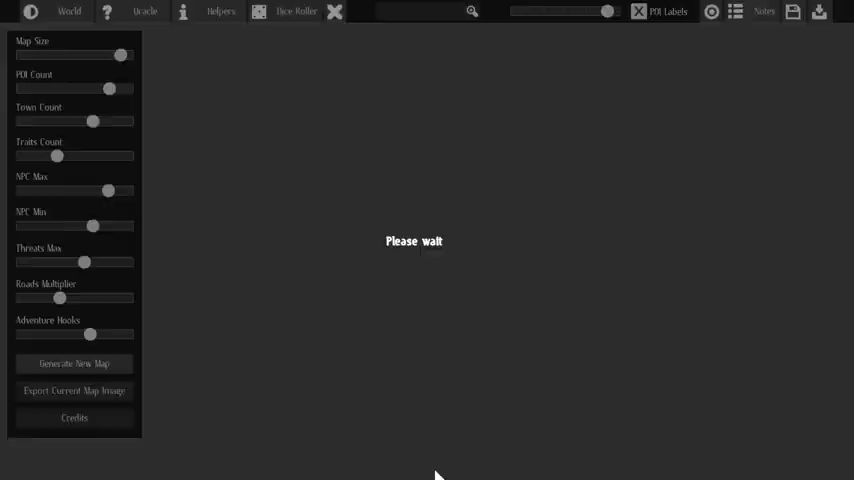 World
Oracle
Helpers
Dice Roller
POI Labels
Notes
Map Size
POI Count
Town Count
Traits Count
NPC Max
NPC Min
Threats Max
Roads Multiplier
Adventure Hooks
Generate New Map
Export Current Map Image
Credits
Please wait